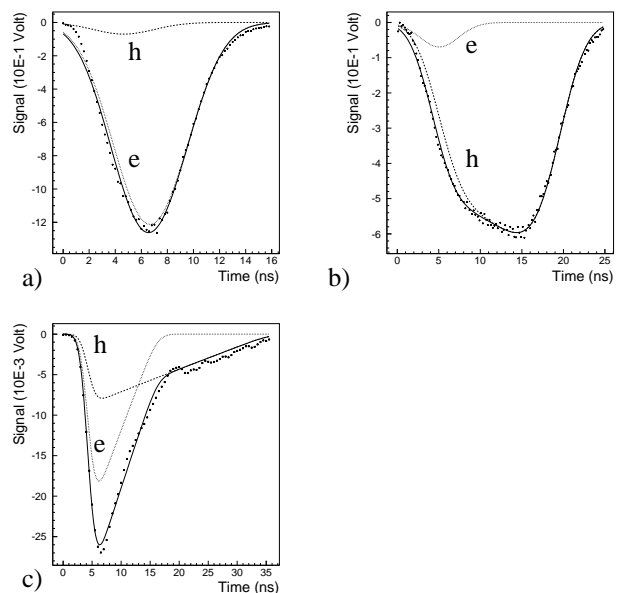 Signal (10E-1 Volt)
0
-2
-4
-6
-8
-10
-12
h
e
0 2 4 6 8 10 12 14 16
Time (ns)
a)
Signal (10E-1 Volt)
0
-1
-2
-3
-4
-5
-6
e
h
0 5 10 15 20 25
Time (ns)
b)
Signal (10E-3 Volt)
0
-5
-10
-15
-20
-25
h
e
0 5 10 15 20 25 30 35
Time (ns)
c)